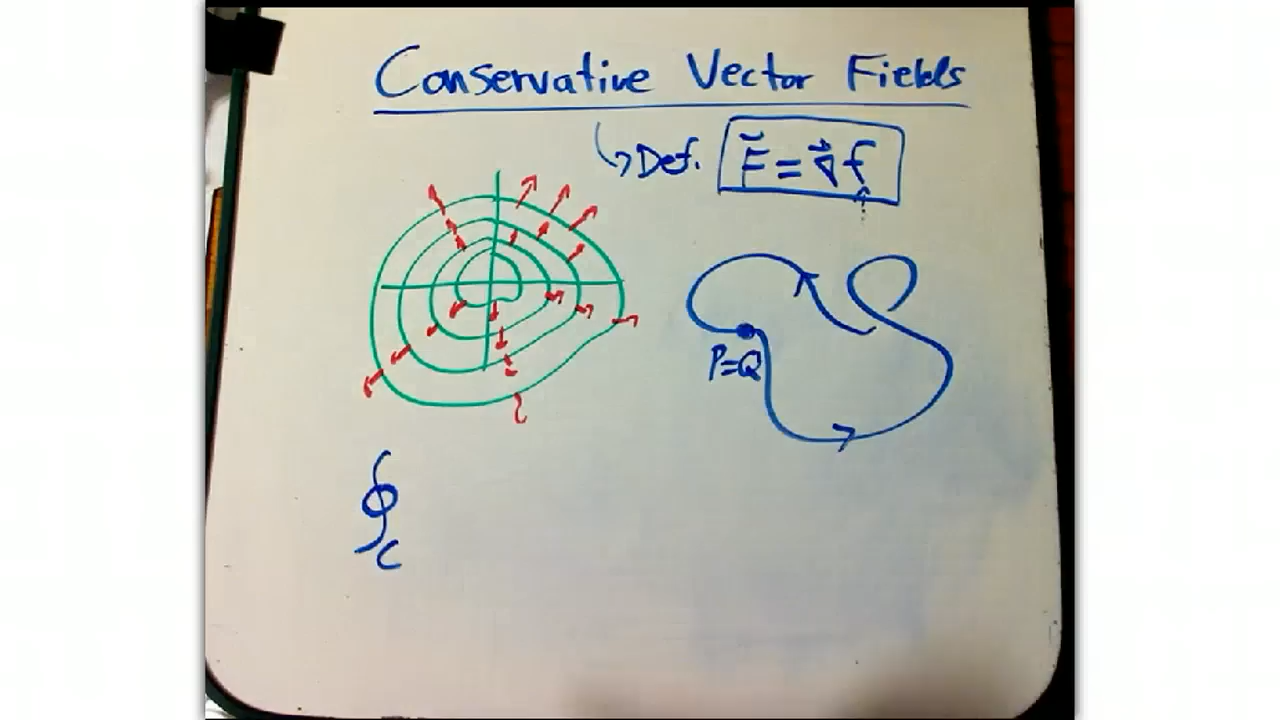 Conservative Vector Fields
Def. F⃗ = ∇⃗f
P=Q
∮C